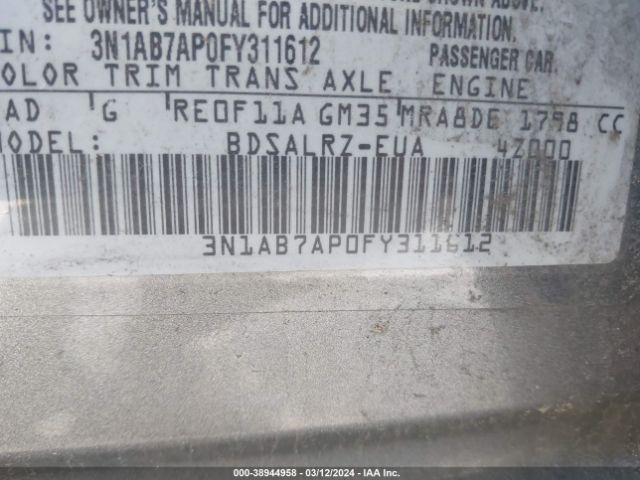 SEE OWNER'S MANUAL FOR ADDITIONAL INFORMATION.
IN: 3N1AB7AP0FY311612 PASSENGER CAR.
OLOR TRIM TRANS AXLE ENGINE
AD G RE0F11A GM35 MRA8DE 1798 CC
ODEL: BDSALRZ-EUA 4Z000
3N1AB7AP0FY311612
000-38944958 - 03/12/2024 - IAA Inc.